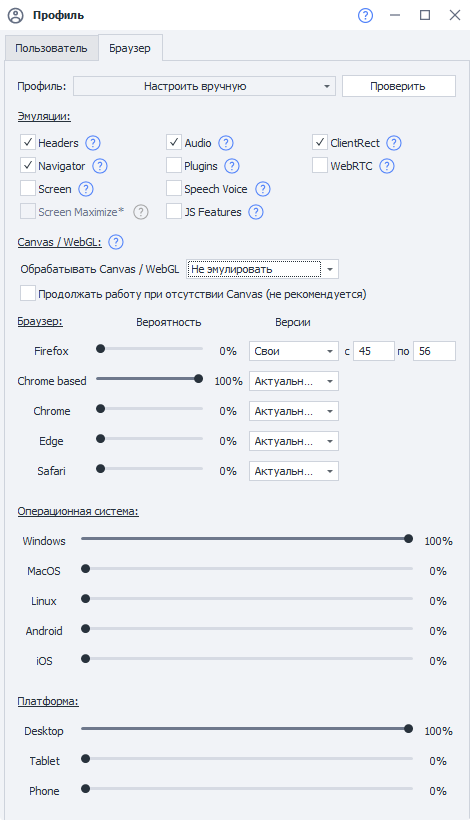 Профиль ?
Пользователь Браузер
Профиль: Настроить вручную Проверить
Эмуляции:
Headers ? Audio ? ClientRect ?
Navigator ? Plugins ? WebRTC ?
Screen ? Speech Voice ?
Screen Maximize* ? JS Features ?
Canvas / WebGL: ?
Обрабатывать Canvas / WebGL Не эмулировать
Продолжать работу при отсутствии Canvas (не рекомендуется)
Браузер: Вероятность Версии
Firefox 0% Свои с 45 по 56
Chrome based 100% Актуальн...
Chrome 0% Актуальн...
Edge 0% Актуальн...
Safari 0% Актуальн...
Операционная система:
Windows 100%
MacOS 0%
Linux 0%
Android 0%
iOS 0%
Платформа:
Desktop 100%
Tablet 0%
Phone 0%